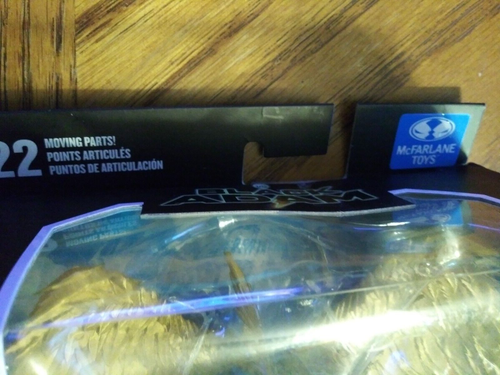 22
MOVING PARTS!
POINTS ARTICULÉS
PUNTOS DE ARTICULACIÓN
McFARLANE
TOYS
BLACK
ADAM